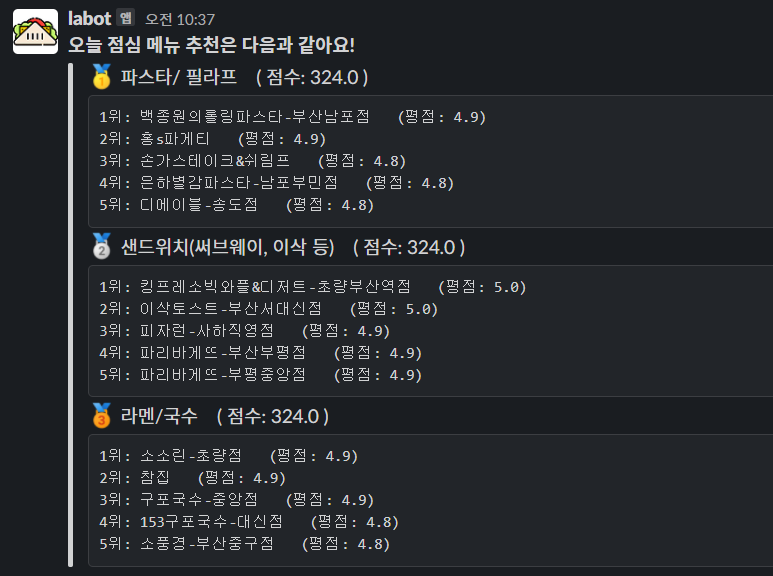 labot 앱 오전 10:37
오늘 점심 메뉴 추천은 다음과 같아요!
1 파스타/ 필라프 ( 점수: 324.0 )
1위: 백종원의롤링파스타-부산남포점 (평점: 4.9)
2위: 홍s파게티 (평점: 4.9)
3위: 손가스테이크&쉬림프 (평점: 4.8)
4위: 은하별감파스타-남포부민점 (평점: 4.8)
5위: 디에이블-송도점 (평점: 4.8)
2 샌드위치(써브웨이, 이삭 등) ( 점수: 324.0 )
1위: 킹프레소빅와플&디저트-초량부산역점 (평점: 5.0)
2위: 이삭토스트-부산서대신점 (평점: 5.0)
3위: 피자런-사하직영점 (평점: 4.9)
4위: 파리바게뜨-부산부평점 (평점: 4.9)
5위: 파리바게뜨-부평중앙점 (평점: 4.9)
3 라멘/국수 ( 점수: 324.0 )
1위: 소소린-초량점 (평점: 4.9)
2위: 참집 (평점: 4.9)
3위: 구포국수-중앙점 (평점: 4.9)
4위: 153구포국수-대신점 (평점: 4.8)
5위: 소풍경-부산중구점 (평점: 4.8)